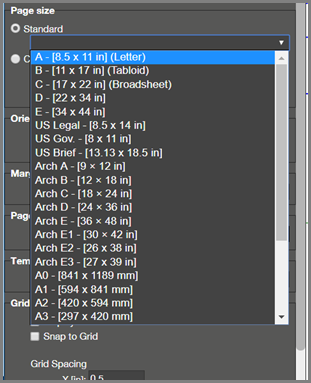 Page size
Standard
C
A - [8.5 x 11 in] (Letter)
B - [11 x 17 in] (Tabloid)
C - [17 x 22 in] (Broadsheet)
D - [22 x 34 in]
E - [34 x 44 in]
US Legal - [8.5 x 14 in]
US Gov. - [8 x 11 in]
US Brief - [13.13 x 18.5 in]
Arch A - [9 × 12 in]
Arch B - [12 × 18 in]
Arch C - [18 × 24 in]
Arch D - [24 × 36 in]
Arch E - [36 × 48 in]
Arch E1 - [30 × 42 in]
Arch E2 - [26 x 38 in]
Arch E3 - [27 x 39 in]
A0 - [841 x 1189 mm]
A1 - [594 x 841 mm]
A2 - [420 x 594 mm]
A3 - [297 x 420 mm]
Orie
Marg
Page
Tem
Grid
Snap to Grid
Grid Spacing
Y [in]: 0.5